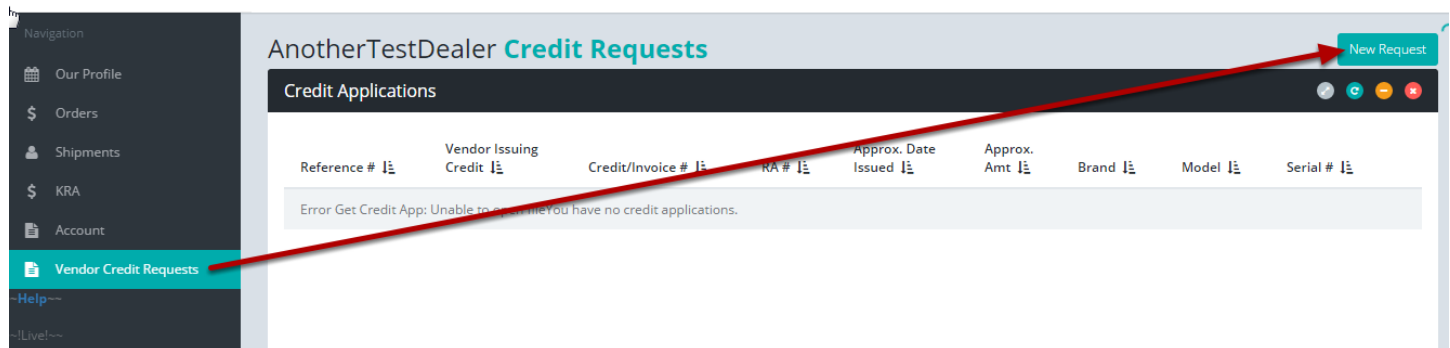 Navigation
Our Profile
Orders
Shipments
KRA
Account
Vendor Credit Requests
~Help~~
~!Live!~~
AnotherTestDealer Credit Requests
New Request
Credit Applications
Reference #
Vendor Issuing
Credit
Credit/Invoice #
RA #
Approx. Date
Issued
Approx.
Amt
Brand
Model
Serial #
Error Get Credit App: Unable to open fileYou have no credit applications.